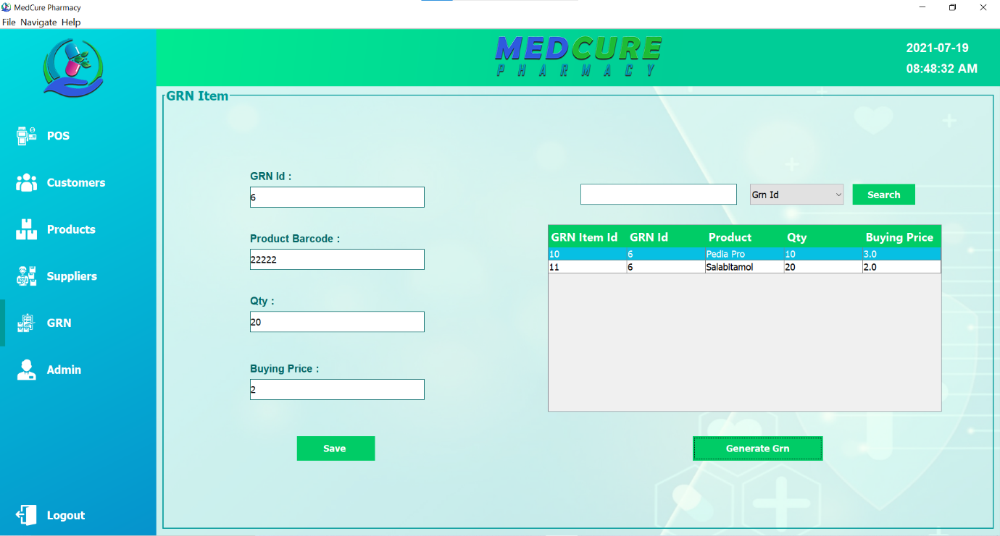 MedCure Pharmacy
File Navigate Help
MEDCURE
PHARMACY
2021-07-19
08:48:32 AM
POS
Customers
Products
Suppliers
GRN
Admin
Logout
GRN Item
GRN Id :
6
Product Barcode :
22222
Qty :
20
Buying Price :
2
Save
Grn Id
Search
GRN Item Id GRN Id Product Qty Buying Price
10 6 Pedia Pro 10 3.0
11 6 Salabitamol 20 2.0
Generate Grn